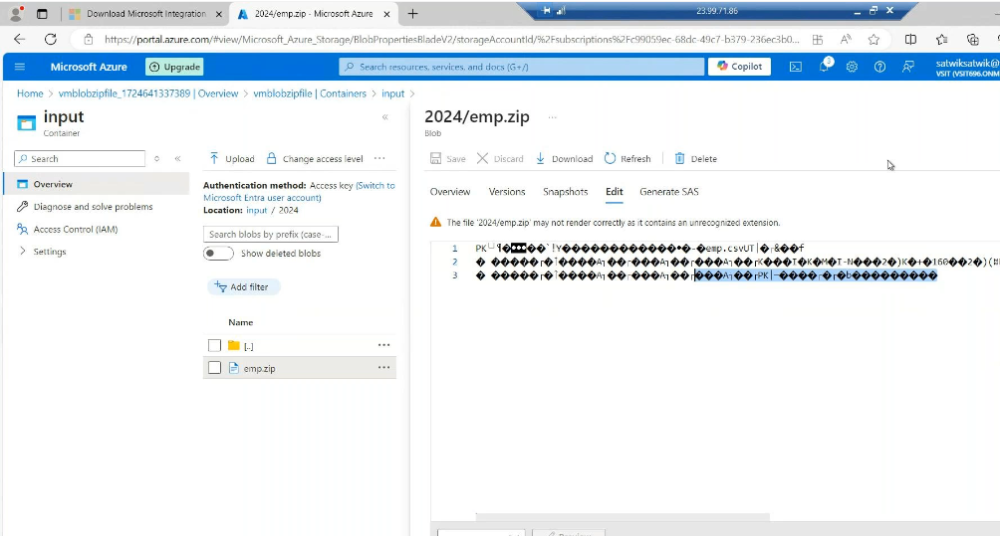 Download Microsoft Integration
2024/emp.zip - Microsoft Azure
23.99.71.86
https://portal.azure.com/#view/Microsoft_Azure_Storage/BlobPropertiesBladeV2/storageAccountId/%2Fsubscriptions%2Fc99059ec-68dc-49c7-b379-236ec3b0...
Microsoft Azure
Upgrade
Search resources, services, and docs (G+/)
Copilot
3
satwiksatwik@
VSIT (VSIT696.ONM
Home > vmblobzipfile_1724641337389 | Overview > vmblobzipfile | Containers > input >
input
Container
Search
Overview
Diagnose and solve problems
Access Control (IAM)
Settings
Upload
Change access level
Authentication method: Access key (Switch to
Microsoft Entra user account)
Location: input / 2024
Search blobs by prefix (case-...
Show deleted blobs
Add filter
Name
[..]
emp.zip
2024/emp.zip
Blob
Save
Discard
Download
Refresh
Delete
Overview
Versions
Snapshots
Edit
Generate SAS
The file '2024/emp.zip' may not render correctly as it contains an unrecognized extension.
1
PK
emp.csvUT
2
3
PK